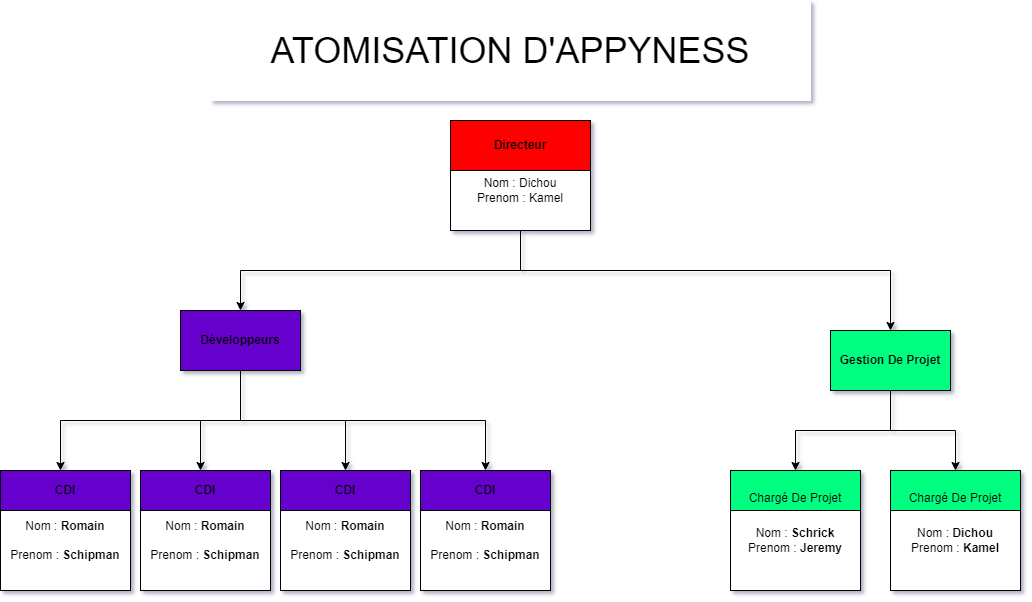 ATOMISATION D'APPYNESS
Directeur
Nom : Dichou
Prenom : Kamel
Développeurs
Gestion De Projet
CDI
Nom : Romain
Prenom : Schipman
CDI
Nom : Romain
Prenom : Schipman
CDI
Nom : Romain
Prenom : Schipman
CDI
Nom : Romain
Prenom : Schipman
Chargé De Projet
Nom : Schrick
Prenom : Jeremy
Chargé De Projet
Nom : Dichou
Prenom : Kamel